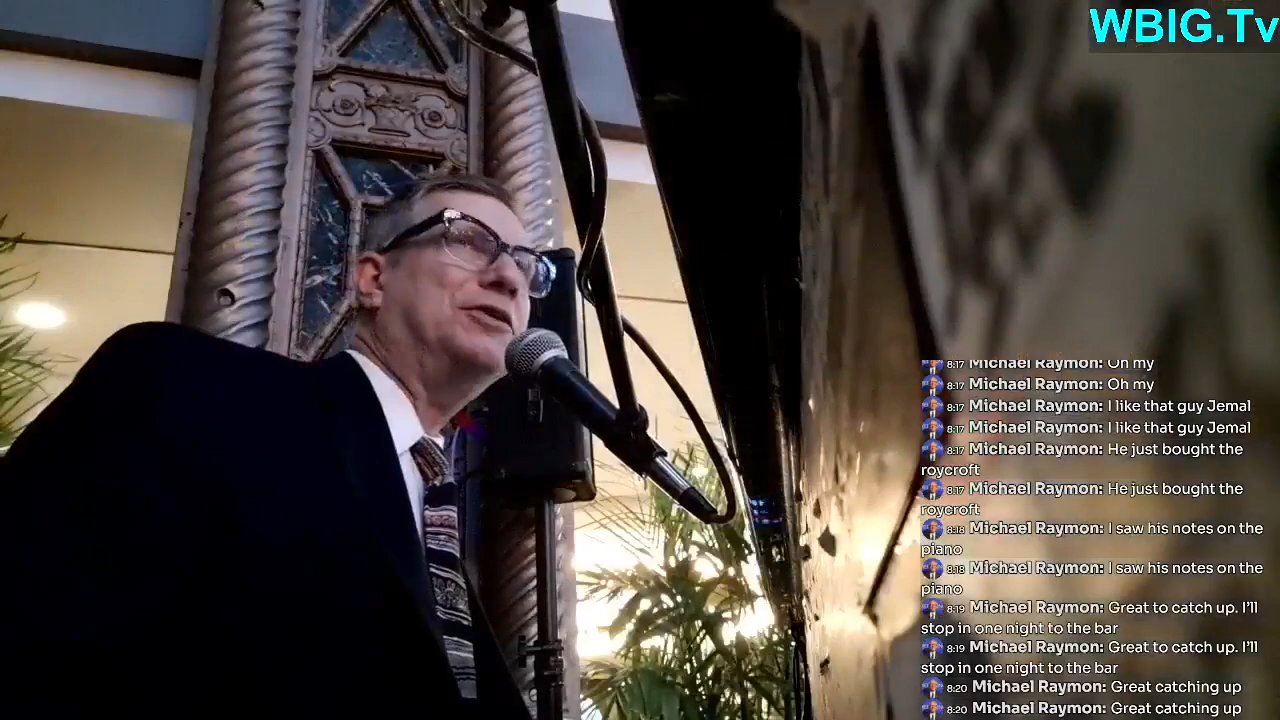 WBIG.Tv
8:17 Michael Raymon: Oh my
8:17 Michael Raymon: Oh my
8:17 Michael Raymon: I like that guy Jemal
8:17 Michael Raymon: I like that guy Jemal
8:17 Michael Raymon: He just bought the
roycroft
8:17 Michael Raymon: He just bought the
roycroft
8:18 Michael Raymon: I saw his notes on the
piano
8:18 Michael Raymon: I saw his notes on the
piano
8:19 Michael Raymon: Great to catch up. I'll
stop in one night to the bar
8:19 Michael Raymon: Great to catch up. I'll
stop in one night to the bar
8:20 Michael Raymon: Great catching up
8:20 Michael Raymon: Great catching up